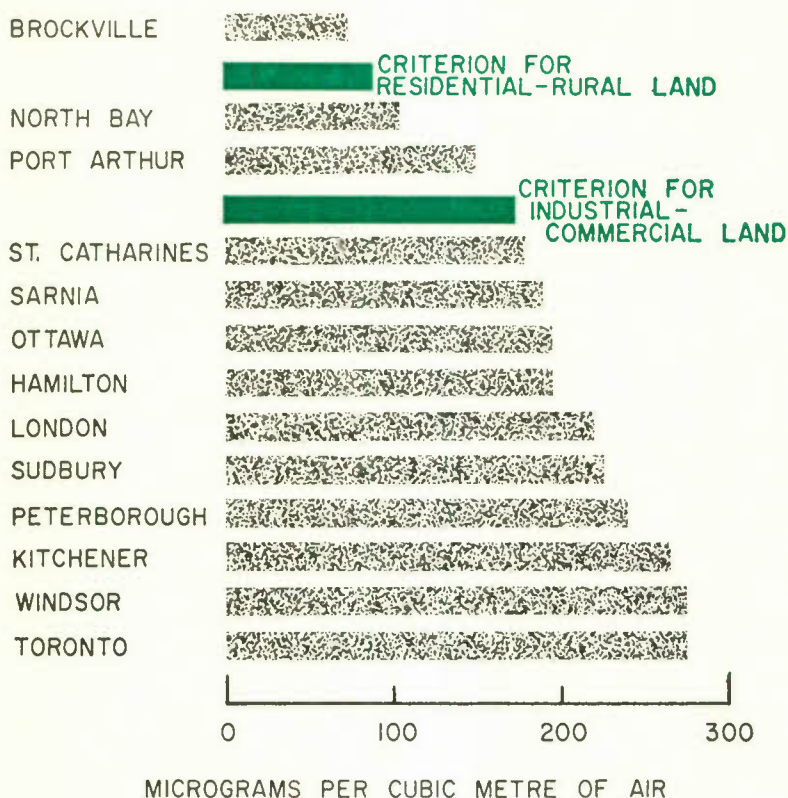 BROCKVILLE
CRITERION FOR
RESIDENTIAL-RURAL LAND
NORTH BAY
PORT ARTHUR
CRITERION FOR
INDUSTRIAL-
COMMERCIAL LAND
ST. CATHARINES
SARNIA
OTTAWA
HAMILTON
LONDON
SUDBURY
PETERBOROUGH
KITCHENER
WINDSOR
TORONTO
0 100 200 300
MICROGRAMS PER CUBIC METRE OF AIR